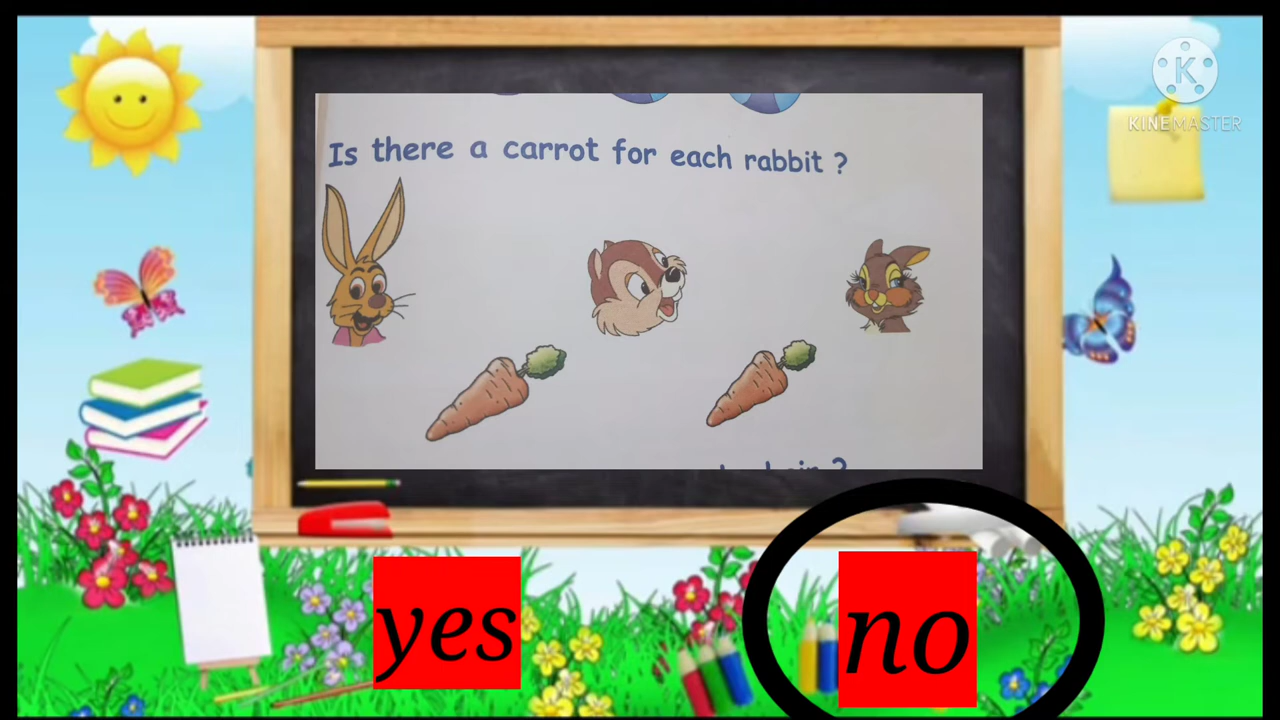 KINEMASTER
Is there a carrot for each rabbit ?
yes
no